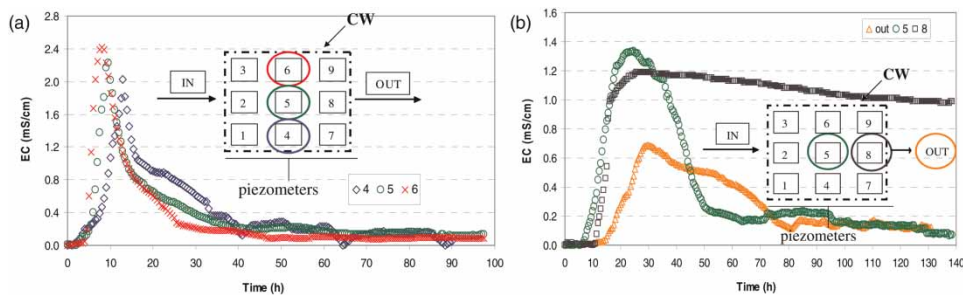 (a)
EC (mS/cm)
2.8
2.4
2.0
1.6
1.2
0.8
0.4
0.0
0 10 20 30 40 50 60 70 80 90 100
Time (h)
CW
IN
OUT
3 6 9
2 5 8
1 4 7
piezometers
4 5 6
(b)
EC (mS/cm)
1.6
1.4
1.2
1.0
0.8
0.6
0.4
0.2
0.0
0 10 20 30 40 50 60 70 80 90 100 110 120 130 140
Time (h)
out 5 8
CW
IN
OUT
3 6 9
2 5 8
1 4 7
piezometers